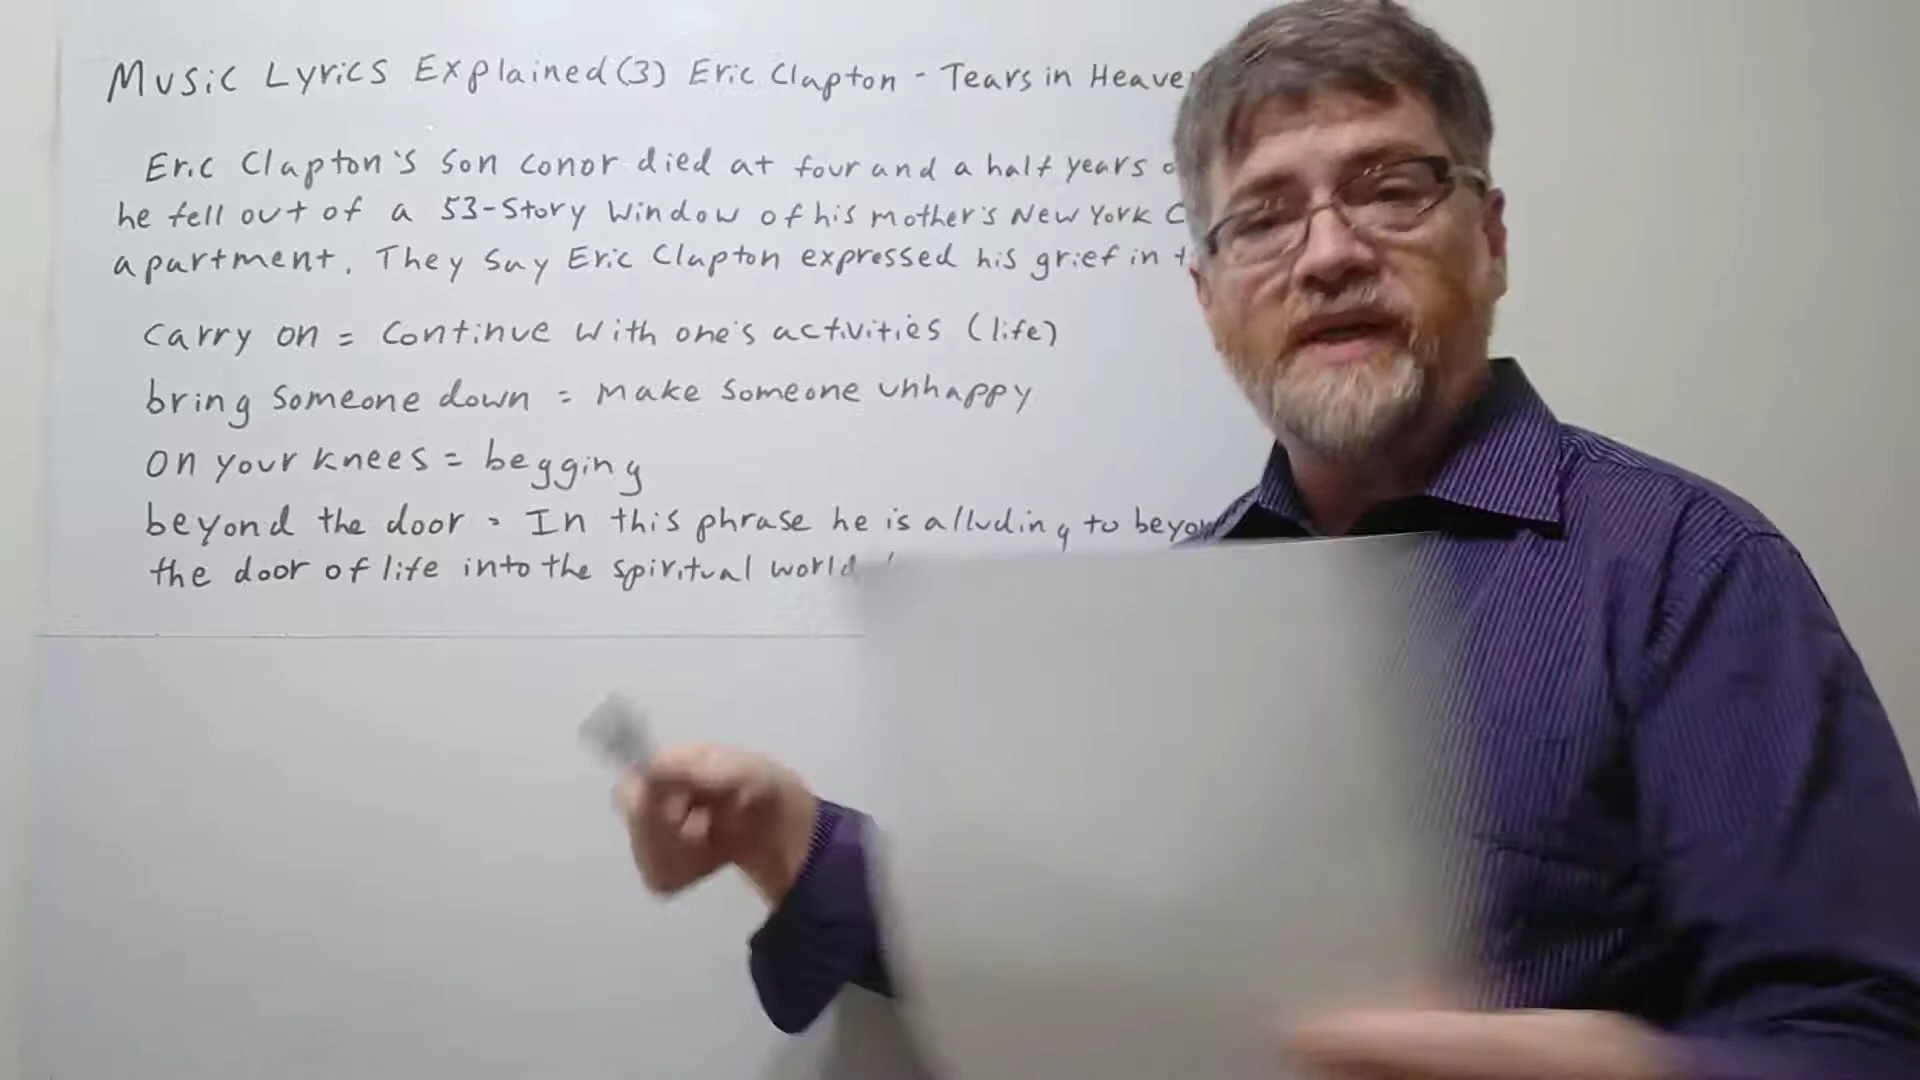 Music Lyrics Explained (3) Eric Clapton - Tears in Heave
Eric Clapton's son conor died at four and a half years
he fell out of a 53-story window of his mother's New York C
apartment. They say Eric Clapton expressed his grief in
carry on = continue with one's activities (life)
bring someone down = make someone unhappy
on your knees = begging
beyond the door = In this phrase he is alluding to beyon
the door of life into the spiritual world